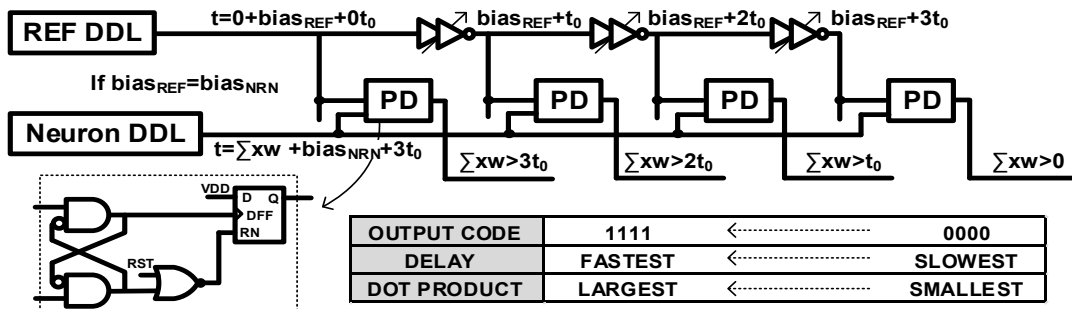 REF DDL
t=0+bias_REF+0t_0
bias_REF+t_0
bias_REF+2t_0
bias_REF+3t_0
If bias_REF=bias_NRN
PD
PD
PD
PD
Neuron DDL
t=∑xw +bias_NRN+3t_0
∑xw>3t_0
∑xw>2t_0
∑xw>t_0
∑xw>0
VDD
D Q
DFF
RN
RST
OUTPUT CODE 1111 0000
DELAY FASTEST SLOWEST
DOT PRODUCT LARGEST SMALLEST